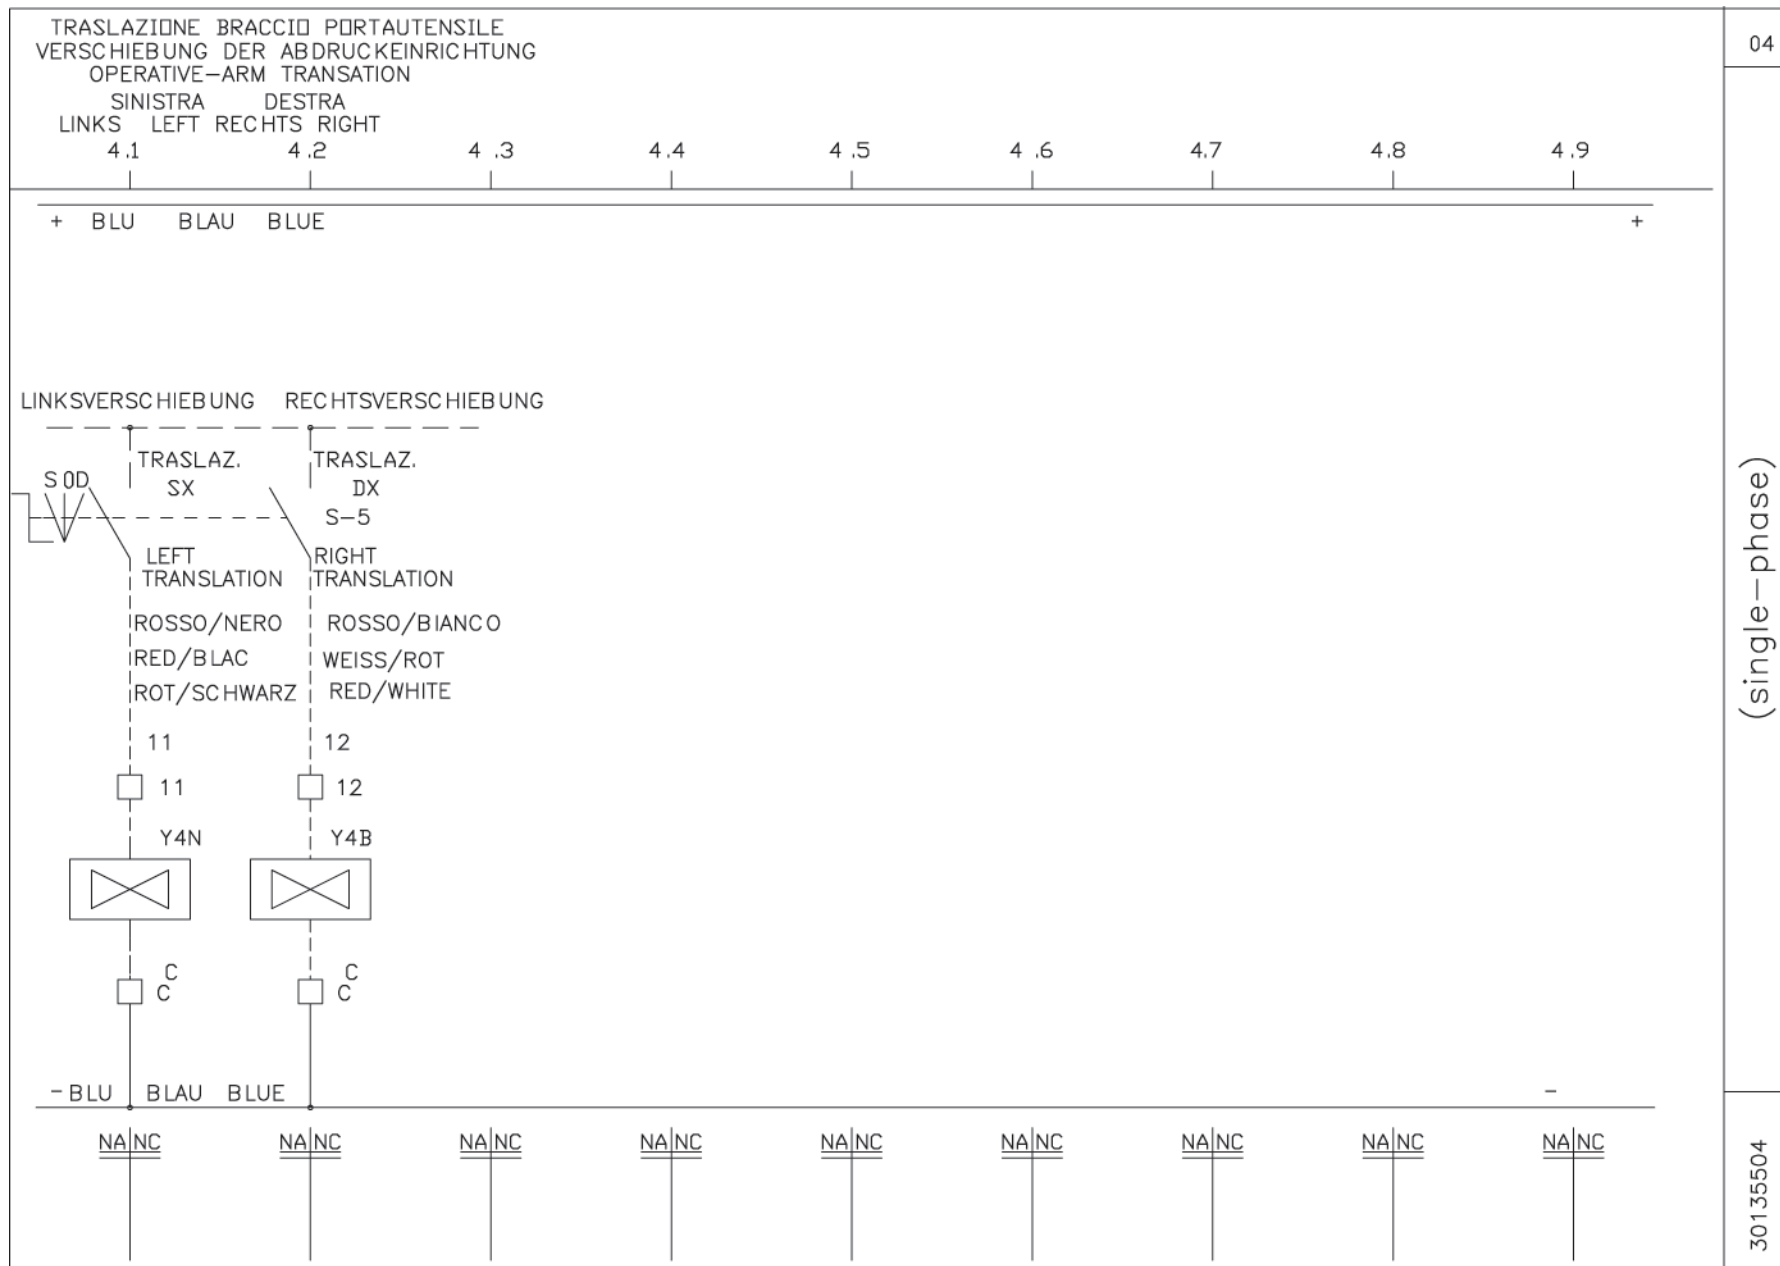 TRASLAZIONE BRACCIO PORTAUTENSILE
VERSCHIEBUNG DER ABDRUCKEINRICHTUNG
OPERATIVE-ARM TRANSATION
SINISTRA DESTRA
LINKS LEFT RECHTS RIGHT
4.1 4.2 4.3 4.4 4.5 4.6 4.7 4.8 4.9
+ BLU BLAU BLUE +
LINKSVERSCHIEBUNG RECHTSVERSCHIEBUNG
TRASLAZ. TRASLAZ.
S 0 D SX DX
S-5
LEFT RIGHT
TRANSLATION TRANSLATION
ROSSO/NERO ROSSO/BIANCO
RED/BLAC WEISS/ROT
ROT/SCHWARZ RED/WHITE
11 12
11 12
Y4N Y4B
C C
C C
- BLU BLAU BLUE -
NA NC NA NC NA NC NA NC NA NC NA NC NA NC NA NC NA NC
04
(single-phase)
30135504